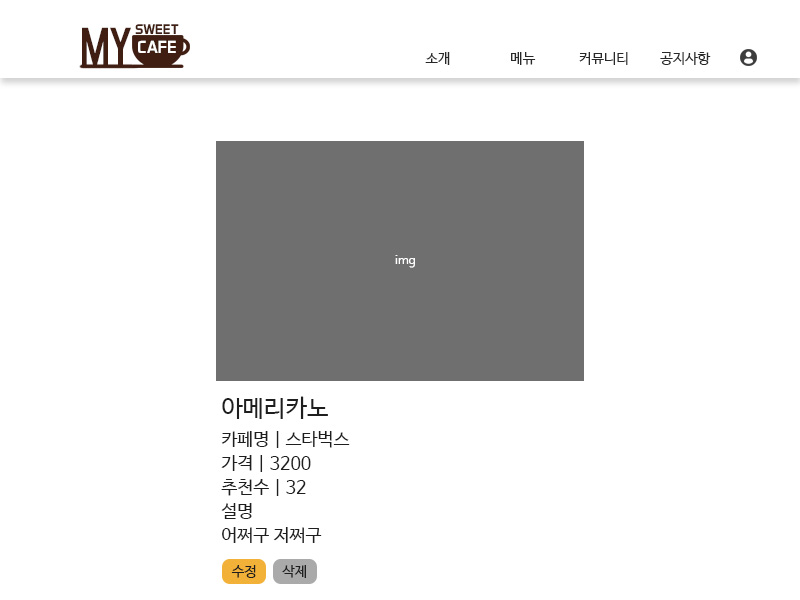 MY SWEET CAFE
소개 메뉴 커뮤니티 공지사항
img
아메리카노
카페명 | 스타벅스
가격 | 3200
추천수 | 32
설명
어쩌구 저쩌구
수정 삭제